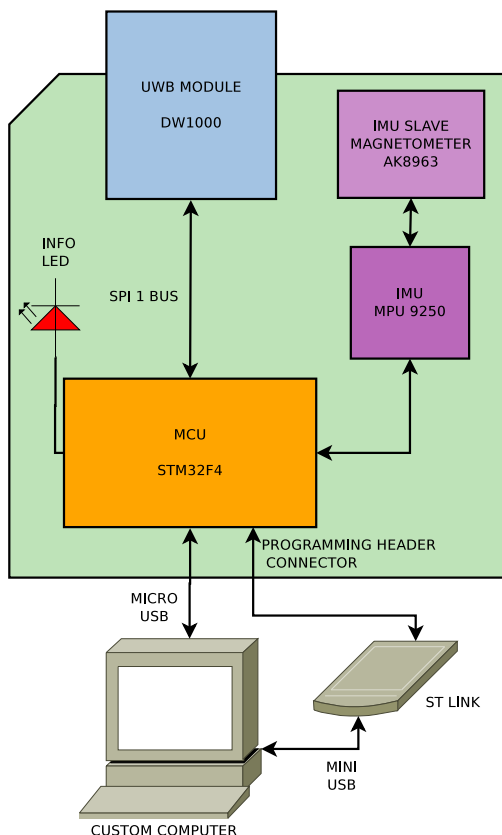 UWB MODULE
DW1000
IMU SLAVE
MAGNETOMETER
AK8963
INFO
LED
SPI 1 BUS
IMU
MPU 9250
MCU
STM32F4
PROGRAMMING HEADER
CONNECTOR
MICRO
USB
ST LINK
MINI
USB
CUSTOM COMPUTER